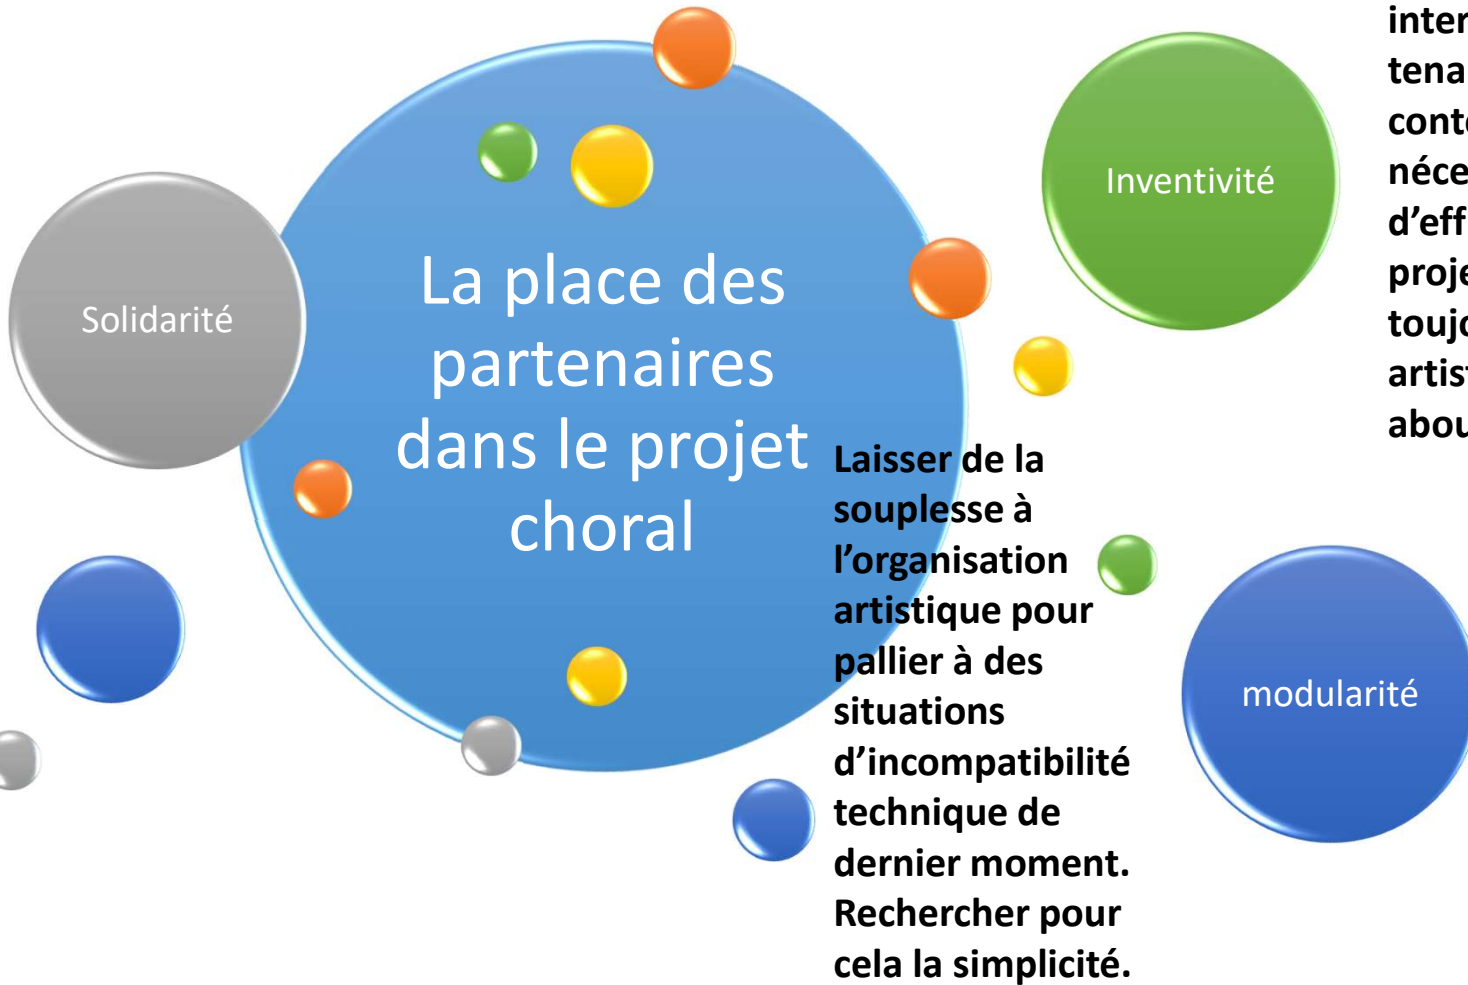 Solidarité
La place des
partenaires
dans le projet
choral
Inventivité
Laisser de la
souplesse à
l’organisation
artistique pour
pallier à des
situations
d’incompatibilité
technique de
dernier moment.
Rechercher pour
cela la simplicité.
modularité